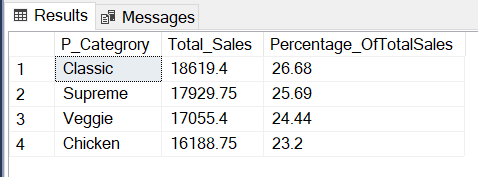 Results Messages
P_Categrory Total_Sales Percentage_OfTotalSales
1 Classic 18619.4 26.68
2 Supreme 17929.75 25.69
3 Veggie 17055.4 24.44
4 Chicken 16188.75 23.2